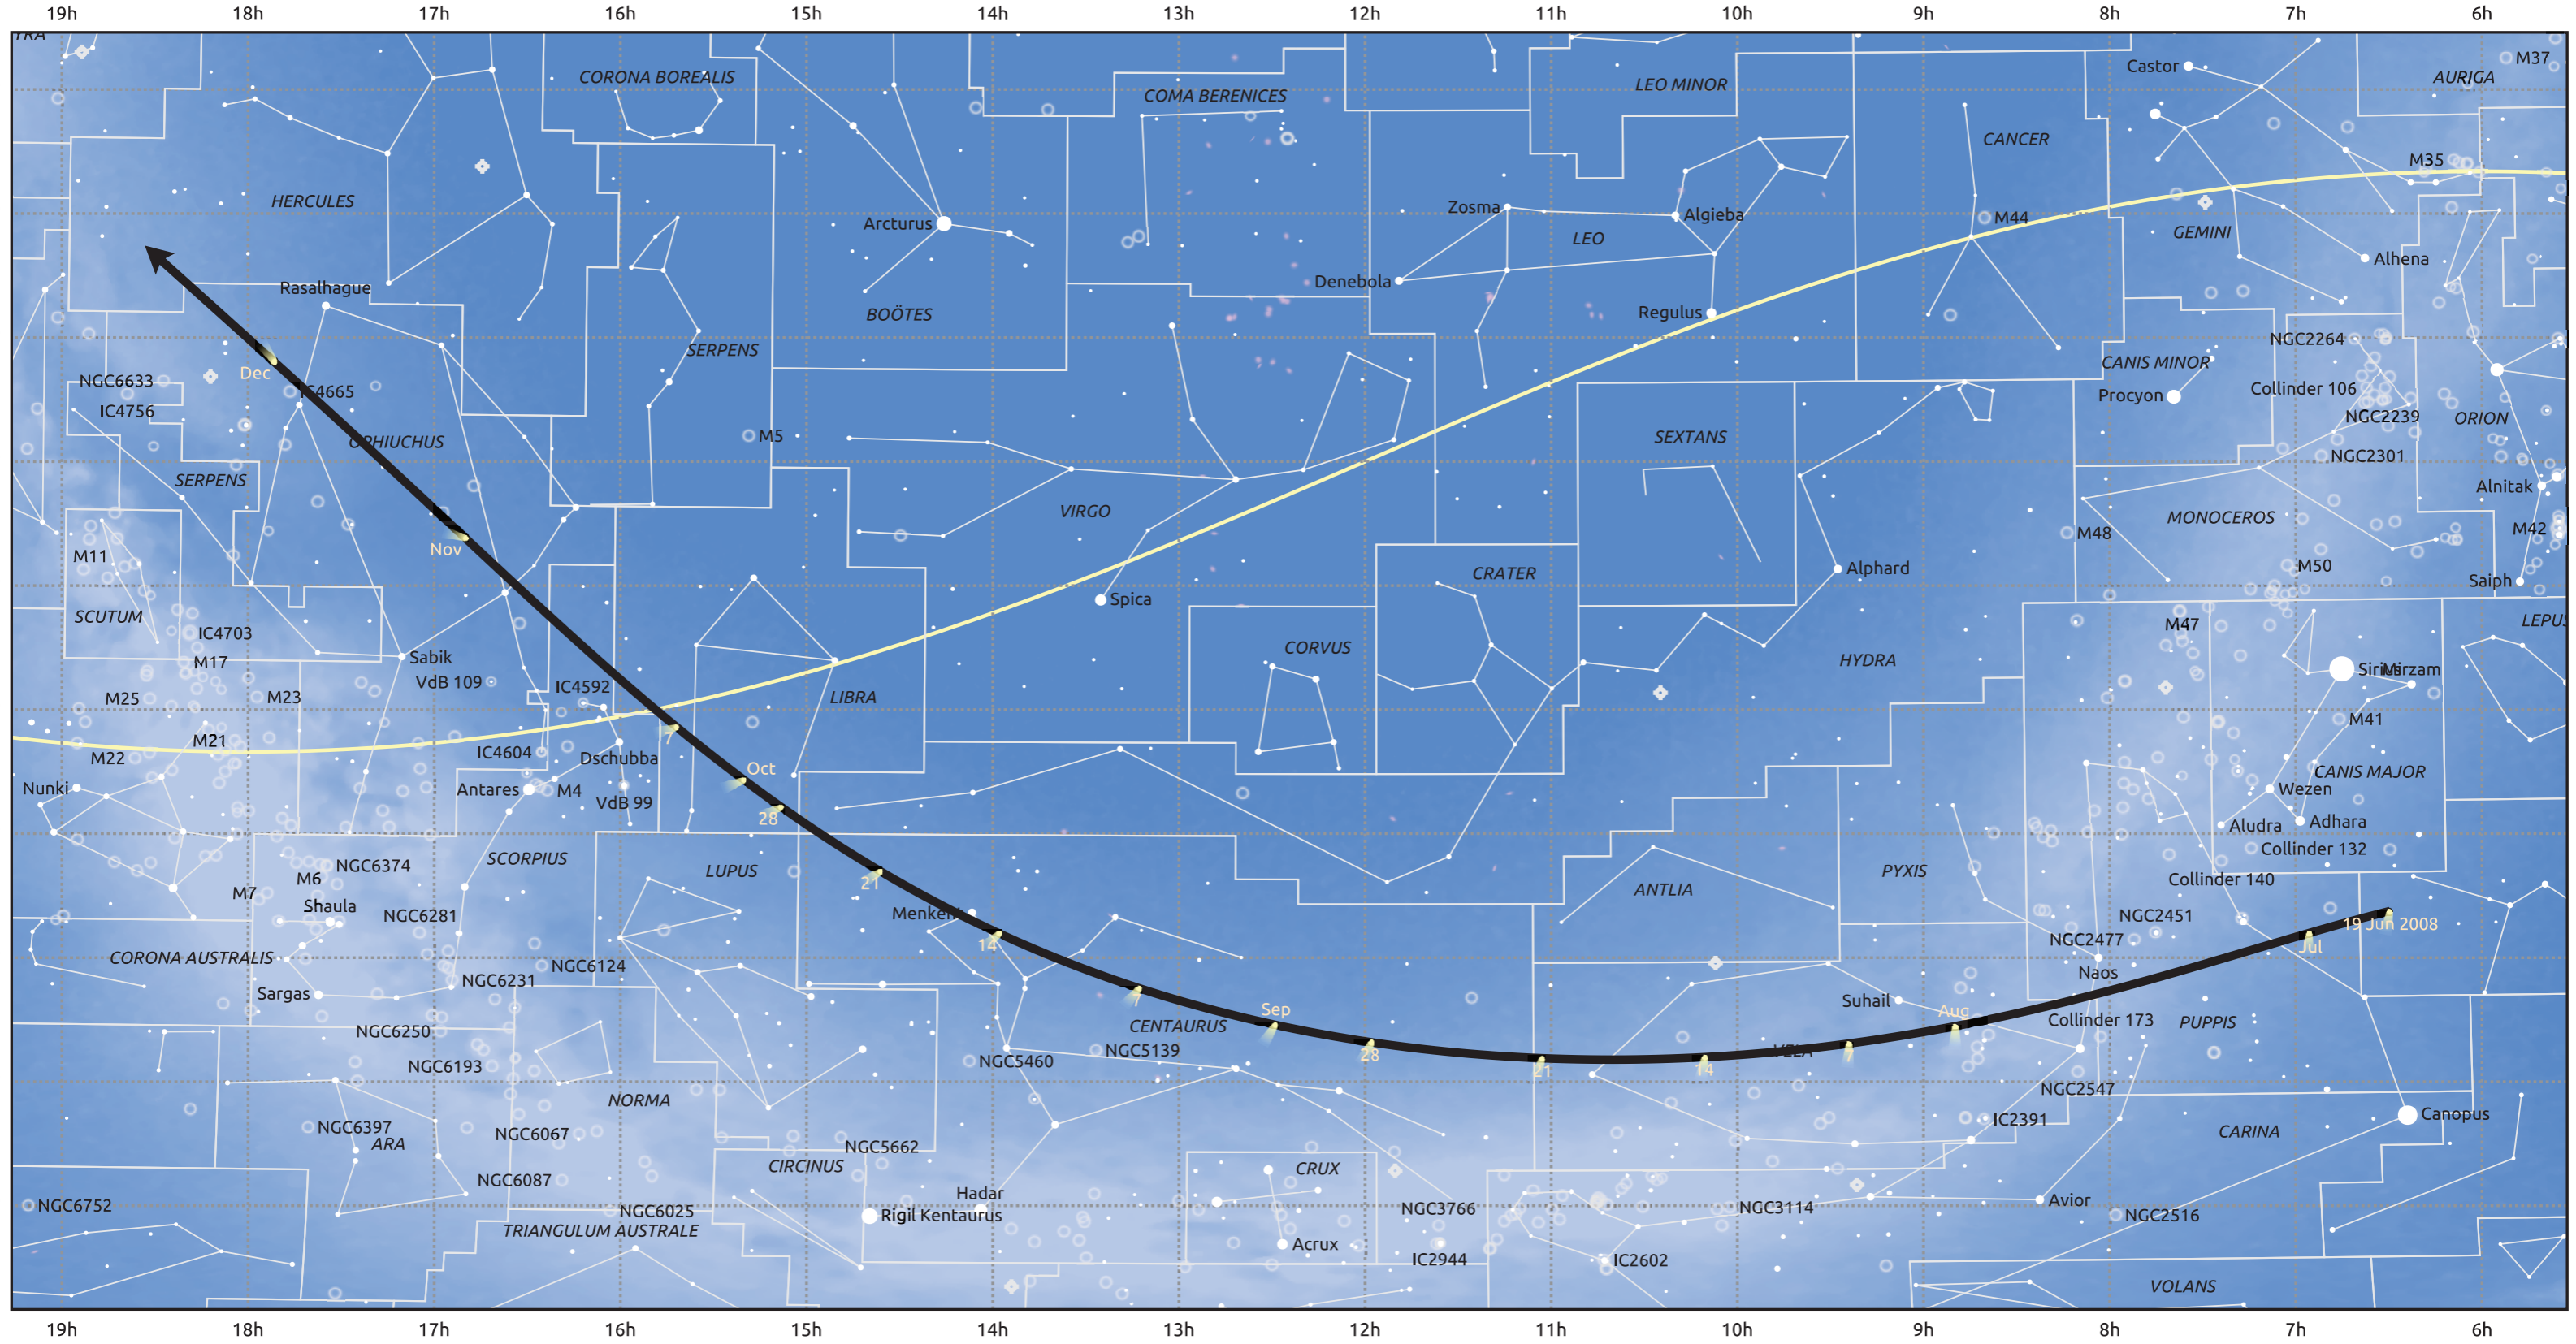 19h 18h 17h 16h 15h 14h 13h 12h 11h 10h 9h 8h 7h 6h
CORONA BOREALIS
COMA BERENICES
LEO MINOR
Castor
AURIGA
M37
HERCULES
CANCER
M35
Arcturus
Zosma
Algieba
LEO
M44
GEMINI
Alhena
Rasalhague
BOÖTES
Denebola
Regulus
SERPENS
NGC2264
CANIS MINOR
Dec
NGC6633
IC4665
Procyon
Collinder 106
IC4756
NGC2239
ORION
OPHIUCHUS
M5
SEXTANS
NGC2301
SERPENS
Alnitak
VIRGO
MONOCEROS
M42
M48
Nov
M11
CRATER
Alphard
M50
Saiph
Spica
SCUTUM
LEPUS
IC4703
M47
CORVUS
HYDRA
M17
Sabik
Sirius
Mirzam
VdB 109
IC4592
M25
M23
LIBRA
M41
7
M21
IC4604
M22
Dschubba
Oct
CANIS MAJOR
Nunki
Antares
M4
VdB 99
Wezen
28
Aludra
Adhara
Collinder 132
SCORPIUS
NGC6374
LUPUS
PYXIS
M6
M7
21
ANTLIA
Collinder 140
Shaula
NGC6281
Menkent
NGC2451
19 Jun 2008
14
NGC2477
Jul
CORONA AUSTRALIS
NGC6124
Naos
NGC6231
Sargas
7
Suhail
Sep
Aug
CENTAURUS
Collinder 173
PUPPIS
NGC6250
NGC5460
NGC5139
28
VELA
7
NGC6193
21
14
NGC2547
NORMA
Canopus
NGC6397
ARA
NGC6067
IC2391
CARINA
NGC5662
CIRCINUS
CRUX
NGC6087
Hadar
NGC6752
NGC6025
Rigil Kentaurus
NGC3766
NGC3114
Avior
NGC2516
TRIANGULUM AUSTRALE
Acrux
IC2944
IC2602
VOLANS
19h 18h 17h 16h 15h 14h 13h 12h 11h 10h 9h 8h 7h 6h